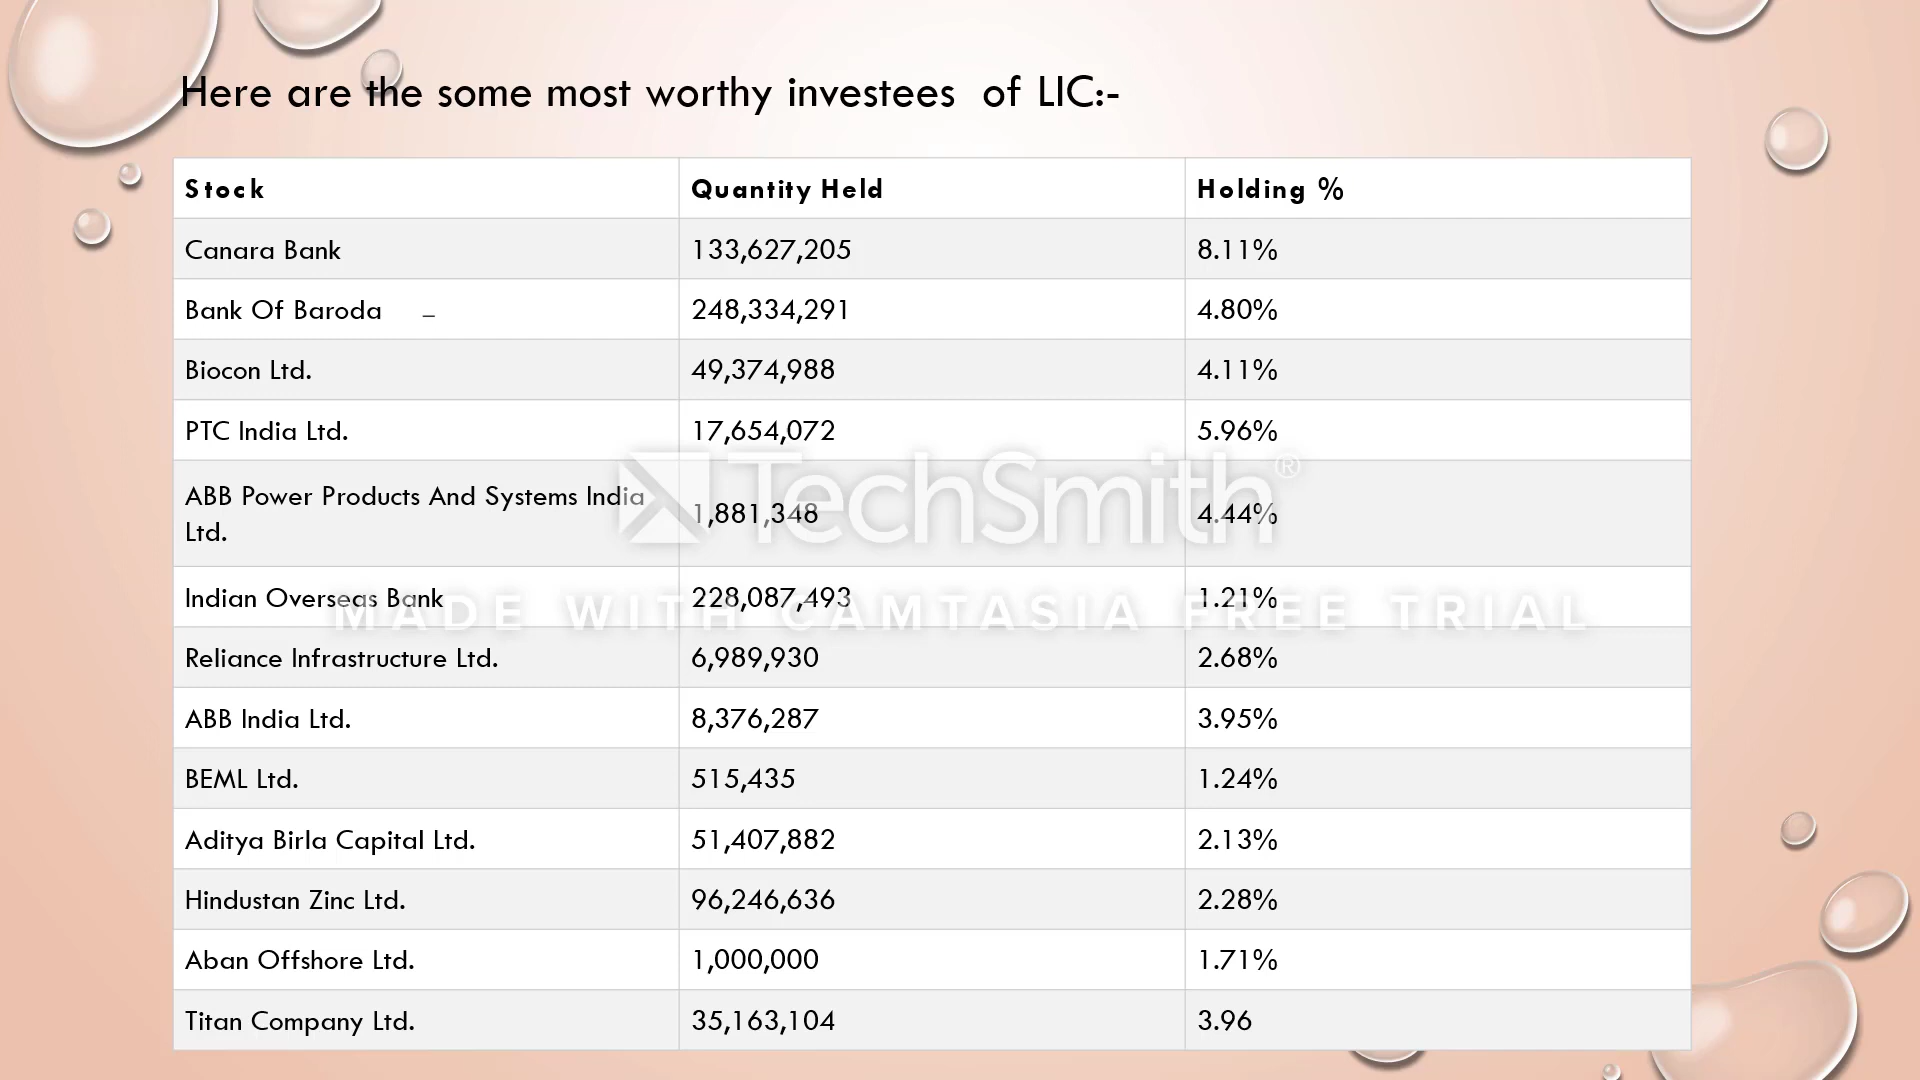 Here are the some most worthy investees  of LIC:-
Stock Quantity Held Holding %
Canara Bank 133,627,205 8.11%
Bank Of Baroda – 248,334,291 4.80%
Biocon Ltd. 49,374,988 4.11%
PTC India Ltd. 17,654,072 5.96%
ABB Power Products And Systems India
Ltd. 1,881,348 4.44%
Indian Overseas Bank 228,087,493 1.21%
Reliance Infrastructure Ltd. 6,989,930 2.68%
ABB India Ltd. 8,376,287 3.95%
BEML Ltd. 515,435 1.24%
Aditya Birla Capital Ltd. 51,407,882 2.13%
Hindustan Zinc Ltd. 96,246,636 2.28%
Aban Offshore Ltd. 1,000,000 1.71%
Titan Company Ltd. 35,163,104 3.96
TechSmith®
MADE WITH CAMTASIA FREE TRIAL